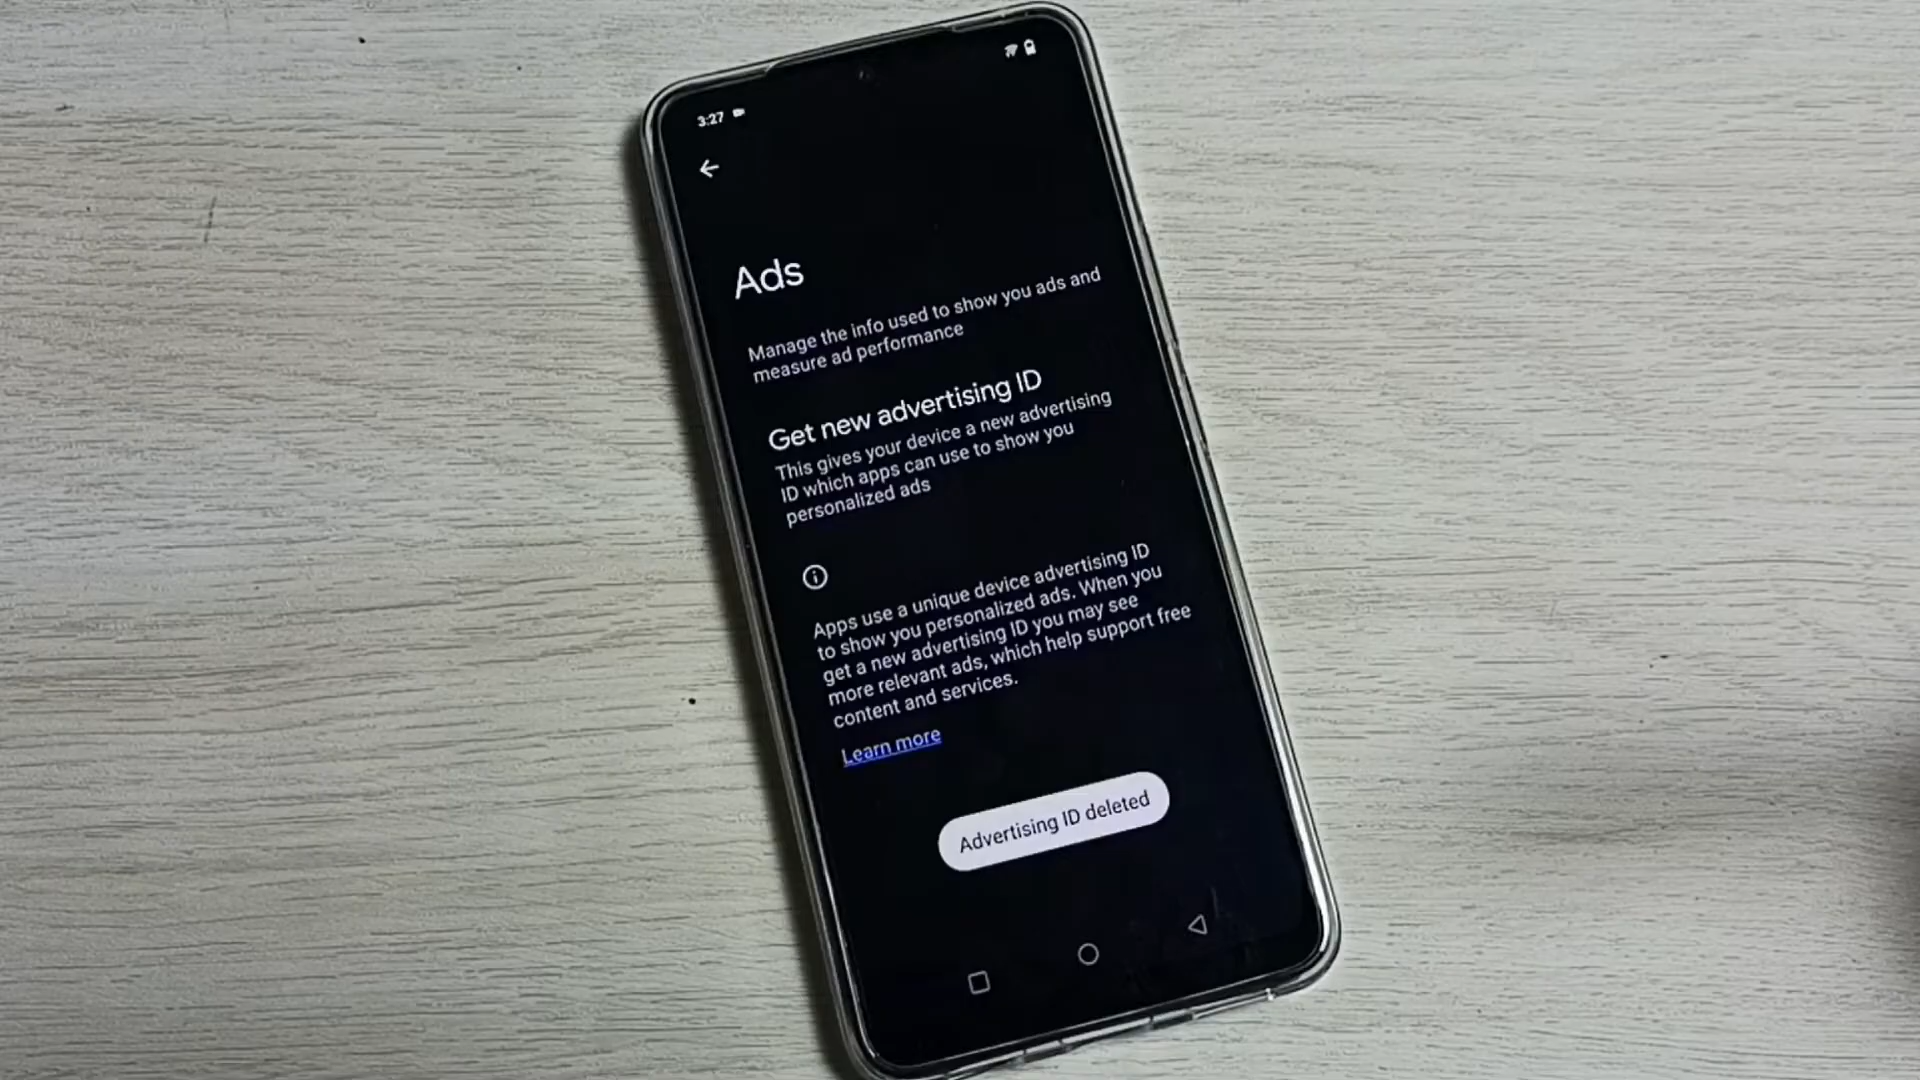 3:27
Ads
Manage the info used to show you ads and
measure ad performance
Get new advertising ID
This gives your device a new advertising
ID which apps can use to show you
personalized ads
Apps use a unique device advertising ID
to show you personalized ads. When you
get a new advertising ID you may see
more relevant ads, which help support free
content and services.
Learn more
Advertising ID deleted